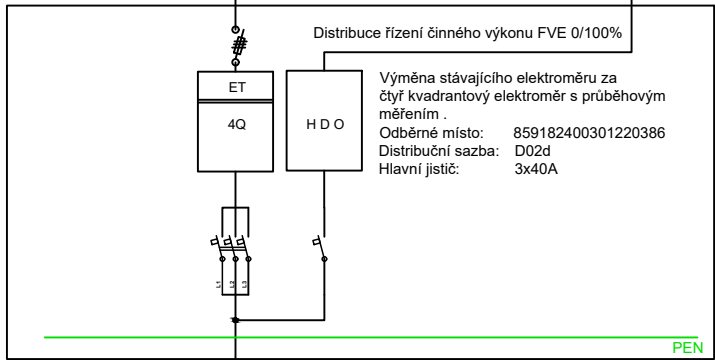 Distribuce řízení činného výkonu FVE 0/100%
ET
4Q
H D O
Výměna stávajícího elektroměru za
čtyř kvadrantový elektroměr s průběhovým
měřením .
Odběrné místo: 859182400301220386
Distribuční sazba: D02d
Hlavní jistič: 3x40A
L1
L2
L3
PEN